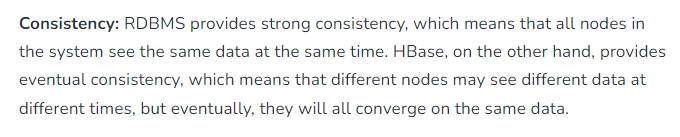 Consistency: RDBMS provides strong consistency, which means that all nodes in
the system see the same data at the same time. HBase, on the other hand, provides
eventual consistency, which means that different nodes may see different data at
different times, but eventually, they will all converge on the same data.